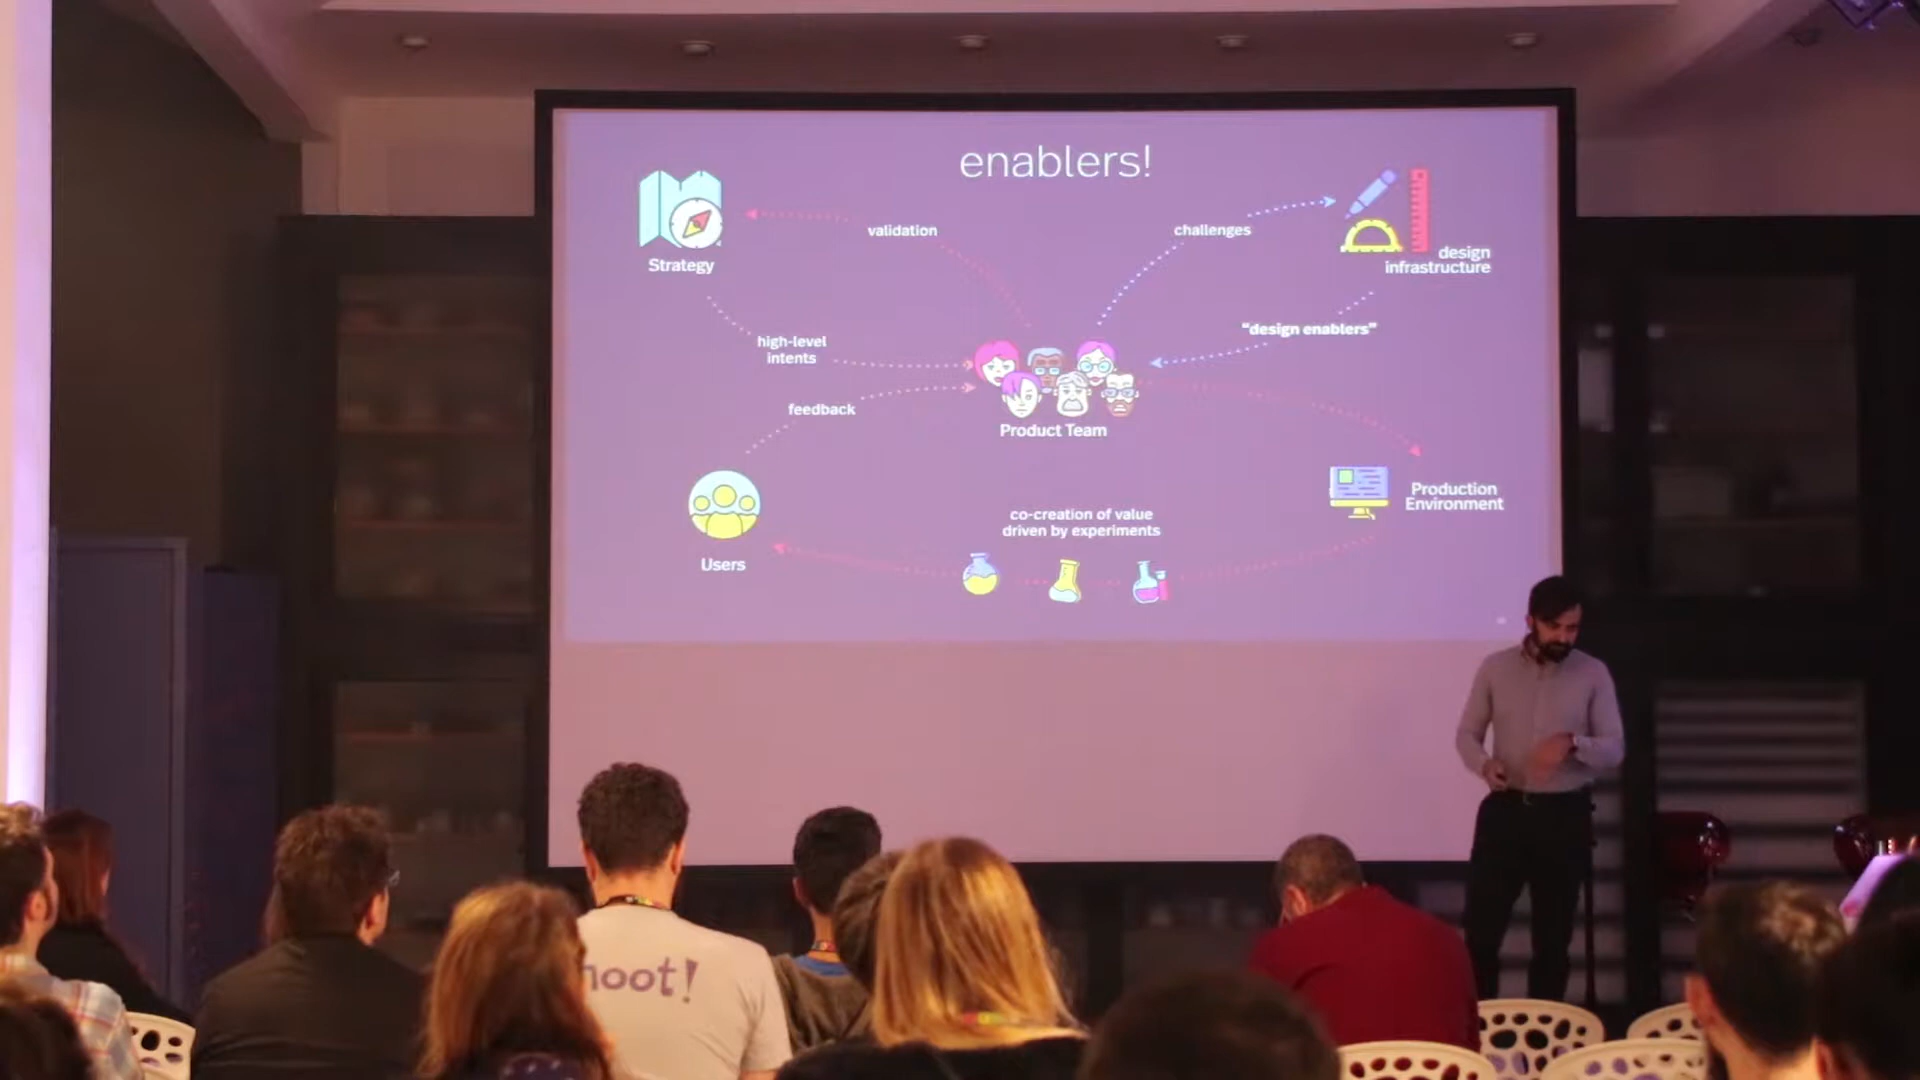 enablers!
validation
challenges
design
infrastructure
Strategy
"design enablers"
high-level
intents
feedback
Product Team
Production
Environment
co-creation of value
driven by experiments
Users
hoot!